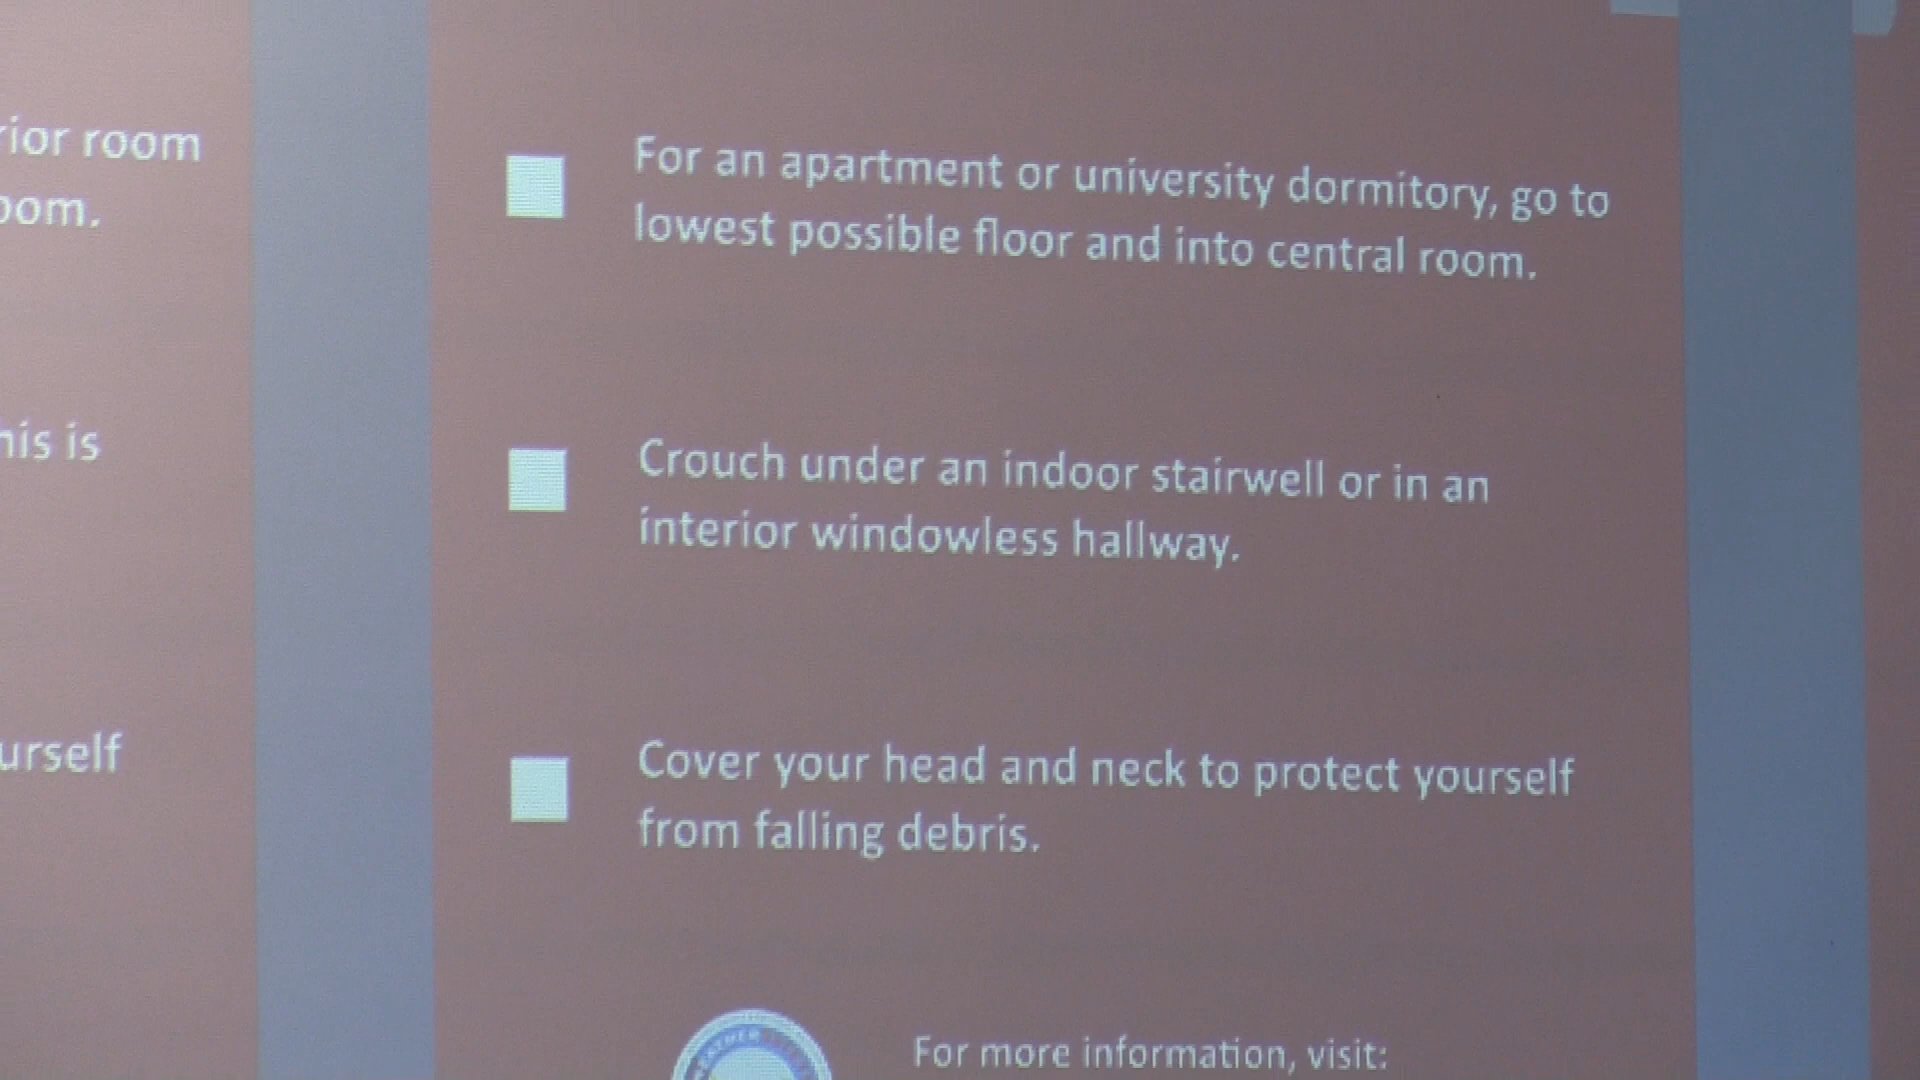 rior room
oom.
his is
urself
For an apartment or university dormitory, go to
lowest possible floor and into central room.
Crouch under an indoor stairwell or in an
interior windowless hallway.
Cover your head and neck to protect yourself
from falling debris.
For more information, visit: